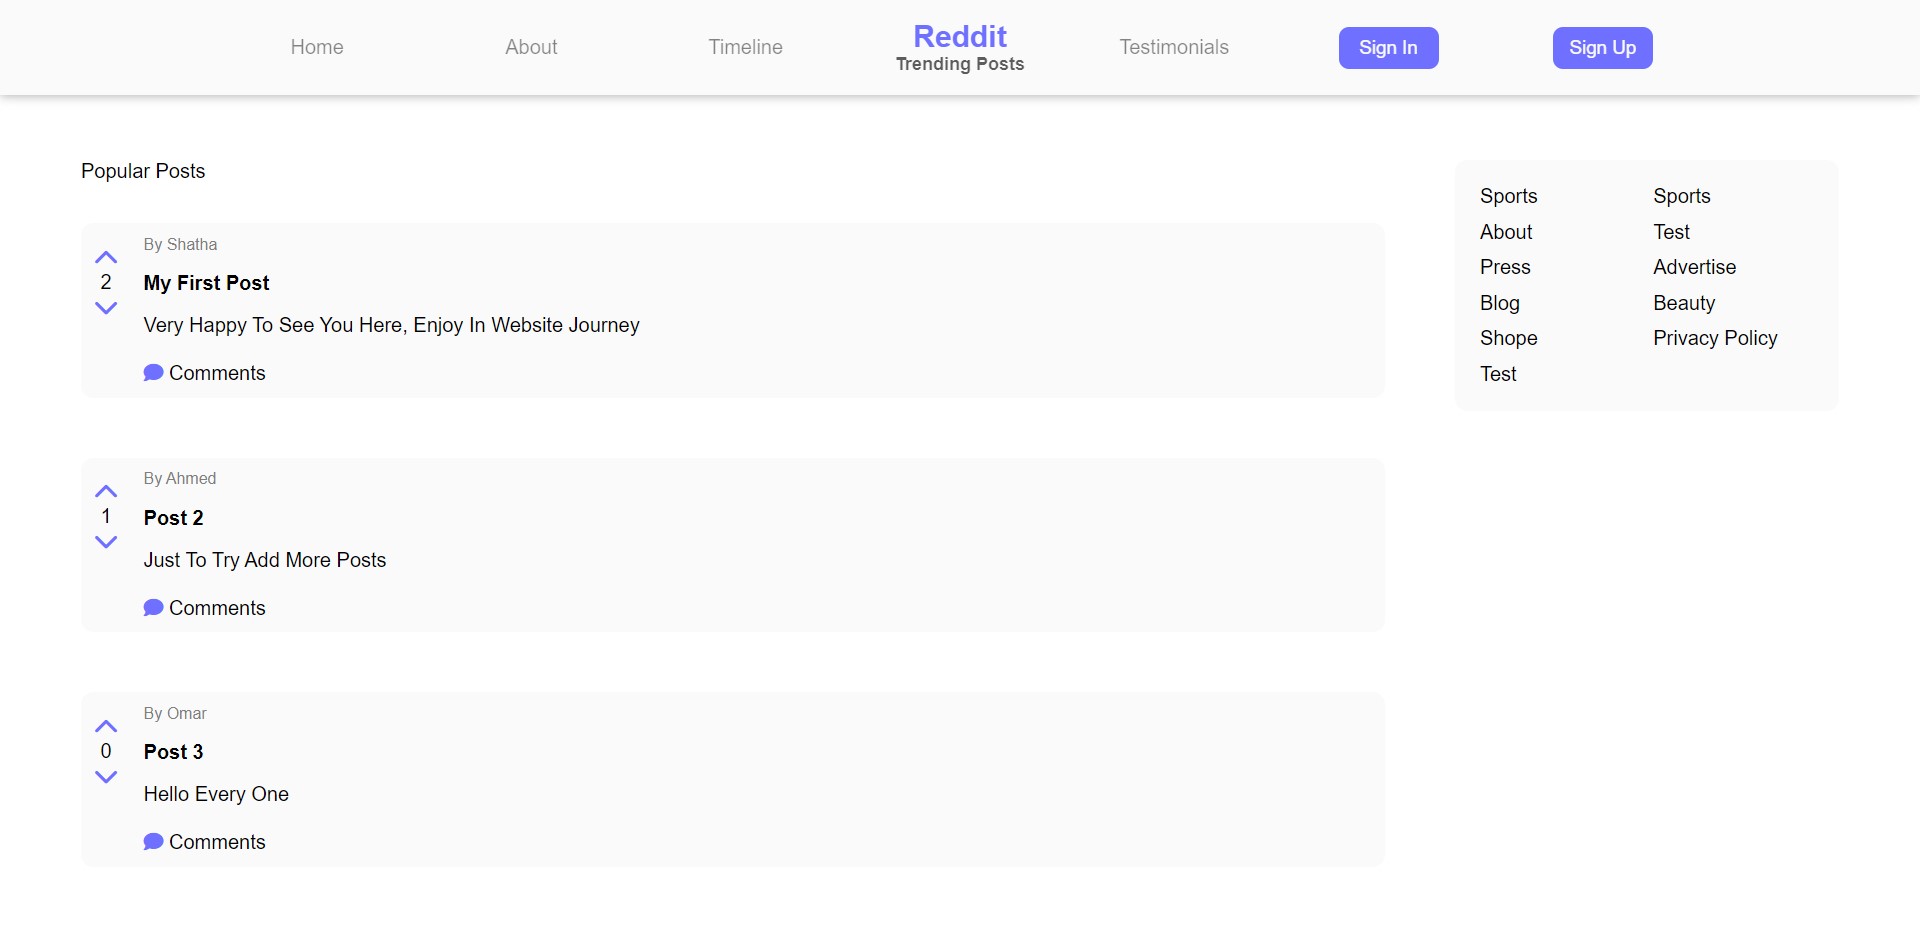 Home
About
Timeline
Reddit
Trending Posts
Testimonials
Sign In
Sign Up
Popular Posts
By Shatha
2
My First Post
Very Happy To See You Here, Enjoy In Website Journey
Comments
By Ahmed
1
Post 2
Just To Try Add More Posts
Comments
By Omar
0
Post 3
Hello Every One
Comments
Sports
About
Press
Blog
Shope
Test
Sports
Test
Advertise
Beauty
Privacy Policy